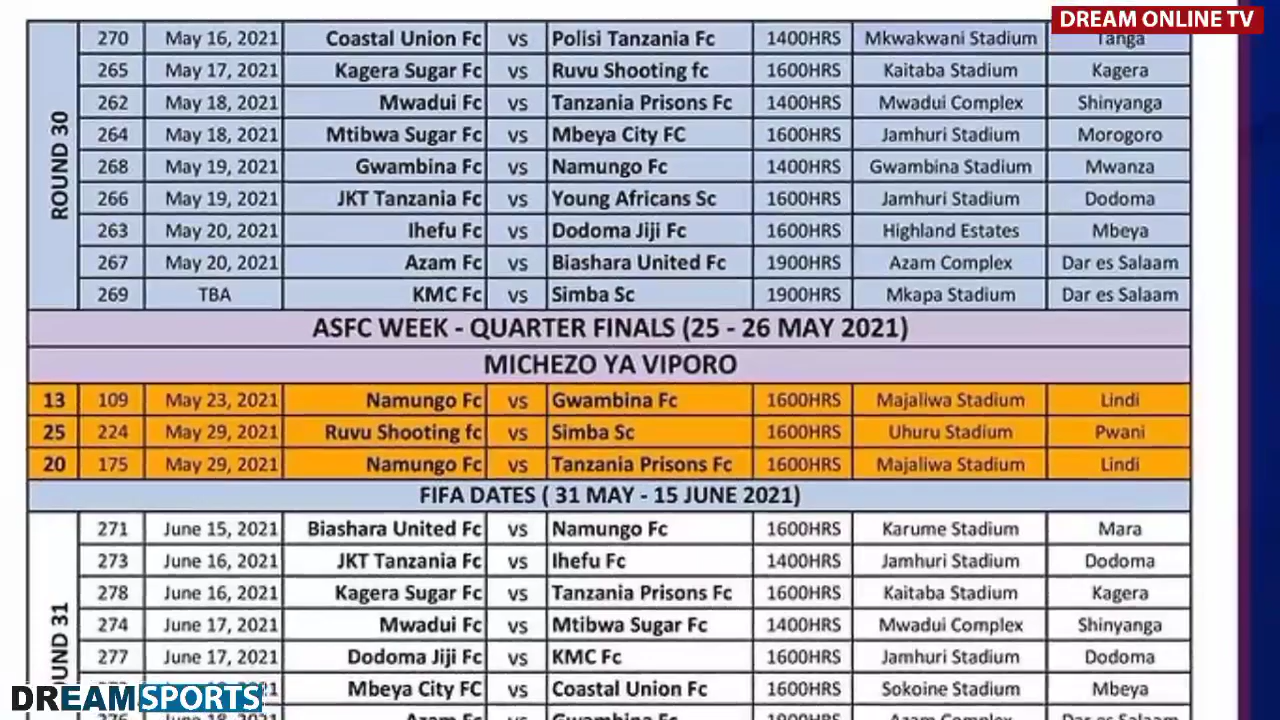 DREAM ONLINE TV
ROUND 30
270 May 16, 2021 Coastal Union Fc vs Polisi Tanzania Fc 1400HRS Mkwakwani Stadium Tanga
265 May 17, 2021 Kagera Sugar Fc vs Ruvu Shooting fc 1600HRS Kaitaba Stadium Kagera
262 May 18, 2021 Mwadui Fc vs Tanzania Prisons Fc 1400HRS Mwadui Complex Shinyanga
264 May 18, 2021 Mtibwa Sugar Fc vs Mbeya City FC 1600HRS Jamhuri Stadium Morogoro
268 May 19, 2021 Gwambina Fc vs Namungo Fc 1400HRS Gwambina Stadium Mwanza
266 May 19, 2021 JKT Tanzania Fc vs Young Africans Sc 1600HRS Jamhuri Stadium Dodoma
263 May 20, 2021 Ihefu Fc vs Dodoma Jiji Fc 1600HRS Highland Estates Mbeya
267 May 20, 2021 Azam Fc vs Biashara United Fc 1900HRS Azam Complex Dar es Salaam
269 TBA KMC Fc vs Simba Sc 1900HRS Mkapa Stadium Dar es Salaam
ASFC WEEK - QUARTER FINALS (25 - 26 MAY 2021)
MICHEZO YA VIPORO
13 109 May 23, 2021 Namungo Fc vs Gwambina Fc 1600HRS Majaliwa Stadium Lindi
25 224 May 29, 2021 Ruvu Shooting fc vs Simba Sc 1600HRS Uhuru Stadium Pwani
20 175 May 29, 2021 Namungo Fc vs Tanzania Prisons Fc 1600HRS Majaliwa Stadium Lindi
FIFA DATES ( 31 MAY - 15 JUNE 2021)
271 June 15, 2021 Biashara United Fc vs Namungo Fc 1600HRS Karume Stadium Mara
273 June 16, 2021 JKT Tanzania Fc vs Ihefu Fc 1400HRS Jamhuri Stadium Dodoma
278 June 16, 2021 Kagera Sugar Fc vs Tanzania Prisons Fc 1600HRS Kaitaba Stadium Kagera
274 June 17, 2021 Mwadui Fc vs Mtibwa Sugar Fc 1400HRS Mwadui Complex Shinyanga
277 June 17, 2021 Dodoma Jiji Fc vs KMC Fc 1600HRS Jamhuri Stadium Dodoma
Mbeya City FC vs Coastal Union Fc 1600HRS Sokoine Stadium Mbeya
Azam Fc vs Gwambina Fc 1900HRS Azam Complex Dar es Salaam
OUND 31
DREAMSPORTS